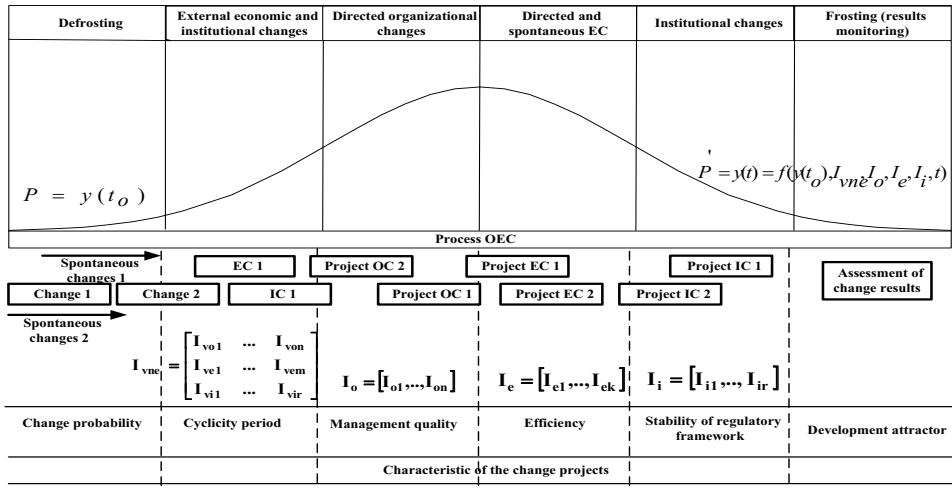 Defrosting
External economic and
institutional changes
Directed organizational
changes
Directed and
spontaneous EC
Institutional changes
Frosting (results
monitoring)
P = y(t_o)
P' = y(t) = f(y(t_o), I_vne, I_o, I_e, I_i, t)
Process OEC
Spontaneous
changes 1
EC 1
Project OC 2
Project EC 1
Project IC 1
Assessment of
change results
Change 1
Change 2
IC 1
Project OC 1
Project EC 2
Project IC 2
Spontaneous
changes 2
I_vne = [I_vo1 ... I_von
I_ve1 ... I_vem
I_vi1 ... I_vir]
I_o = [I_o1,..,I_on]
I_e = [I_e1,..,I_ek]
I_i = [I_i1,.., I_ir]
Change probability
Cyclicity period
Management quality
Efficiency
Stability of regulatory
framework
Development attractor
Characteristic of the change projects